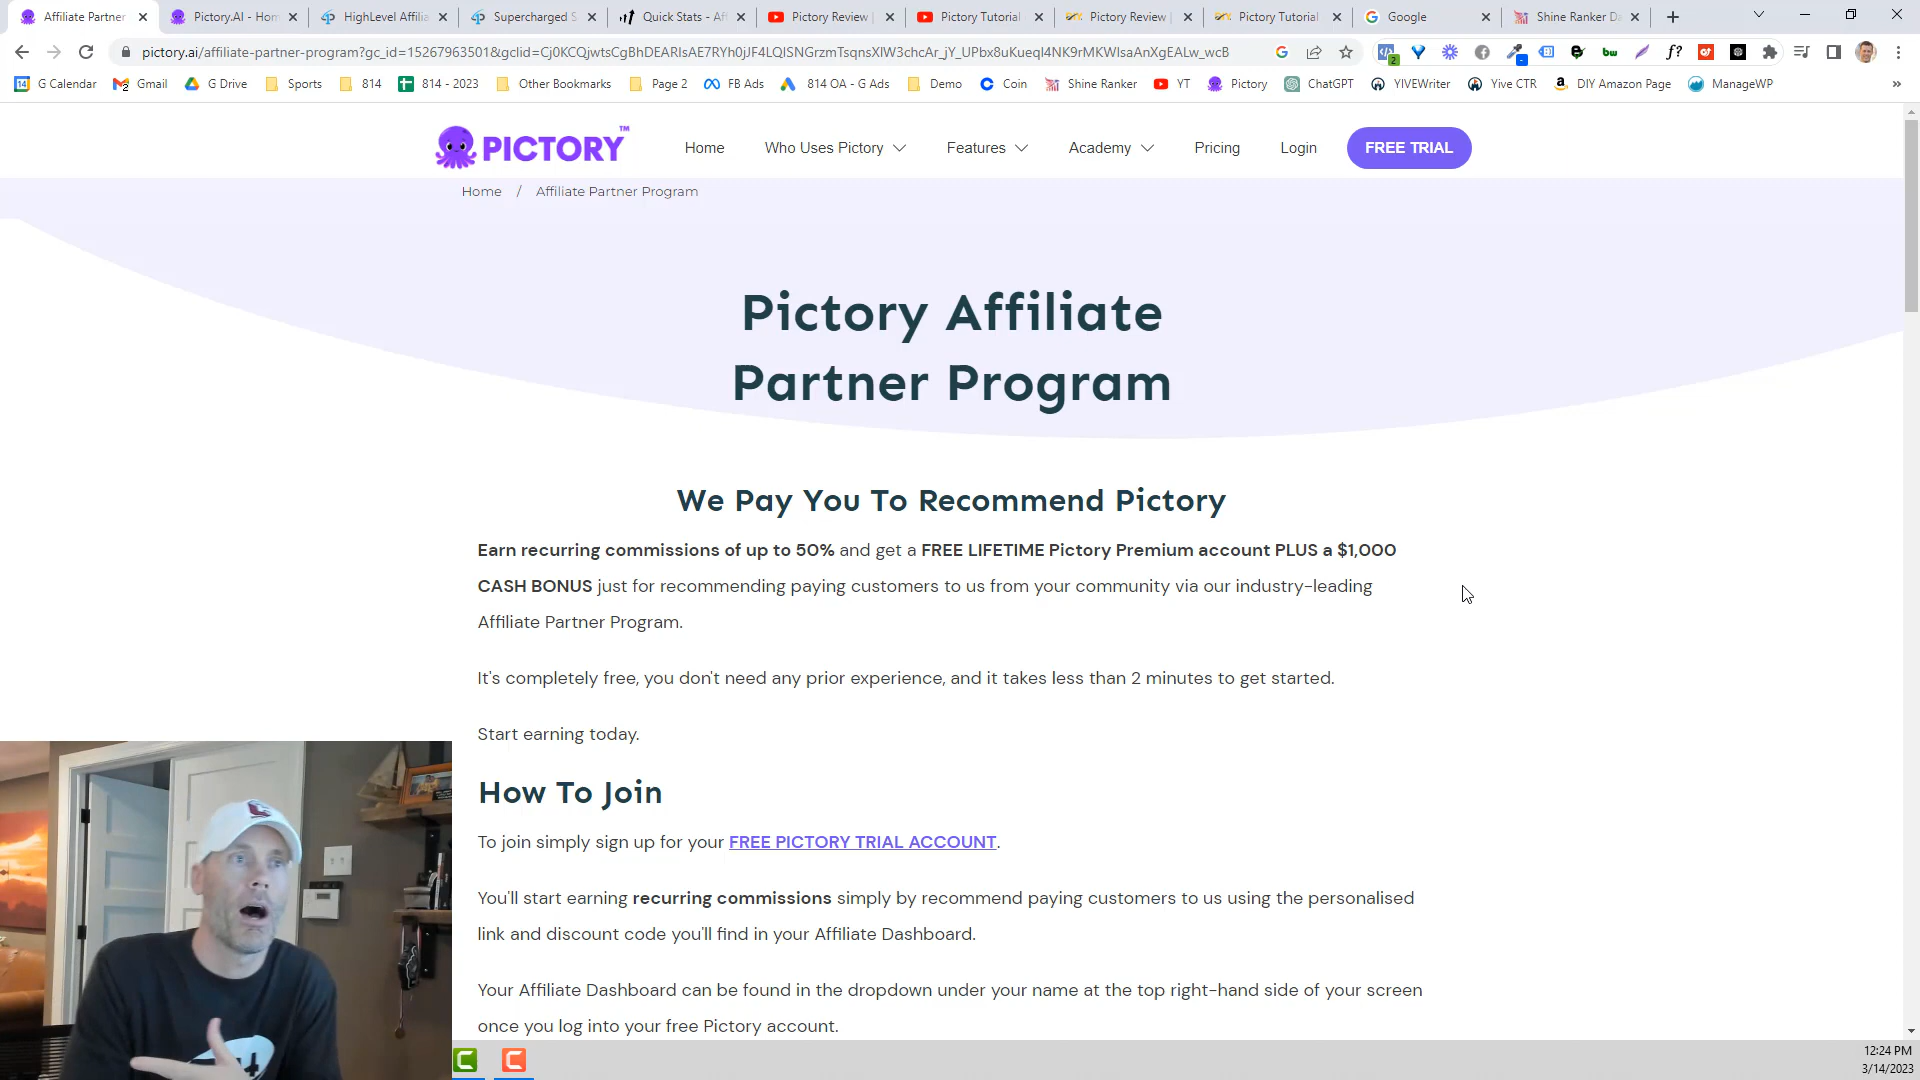 Affiliate Partner
Pictory.AI - Hom
HighLevel Affilia
Supercharged S
Quick Stats - Aff
Pictory Review |
Pictory Tutorial
Pictory Review |
Pictory Tutorial
Google
Shine Ranker Da
pictory.ai/affiliate-partner-program?gc_id=15267963501&gclid=Cj0KCQjwtsCgBhDEARIsAE7RYh0jJF4LQISNGrzmTsqnsXlW3chcAr_jY_UPbx8uKueqI4NK9rMKWIsaAnXgEALw_wcB
G Calendar
Gmail
G Drive
Sports
814
814 - 2023
Other Bookmarks
Page 2
FB Ads
814 OA - G Ads
Demo
Coin
Shine Ranker
YT
Pictory
ChatGPT
YIVEWriter
Yive CTR
DIY Amazon Page
ManageWP
PICTORY™
Home
Who Uses Pictory
Features
Academy
Pricing
Login
FREE TRIAL
Home / Affiliate Partner Program
Pictory Affiliate
Partner Program
We Pay You To Recommend Pictory
Earn recurring commissions of up to 50% and get a FREE LIFETIME Pictory Premium account PLUS a $1,000
CASH BONUS just for recommending paying customers to us from your community via our industry-leading
Affiliate Partner Program.
It's completely free, you don't need any prior experience, and it takes less than 2 minutes to get started.
Start earning today.
How To Join
To join simply sign up for your FREE PICTORY TRIAL ACCOUNT.
You'll start earning recurring commissions simply by recommend paying customers to us using the personalised
link and discount code you'll find in your Affiliate Dashboard.
Your Affiliate Dashboard can be found in the dropdown under your name at the top right-hand side of your screen
once you log into your free Pictory account.
12:24 PM
3/14/2023